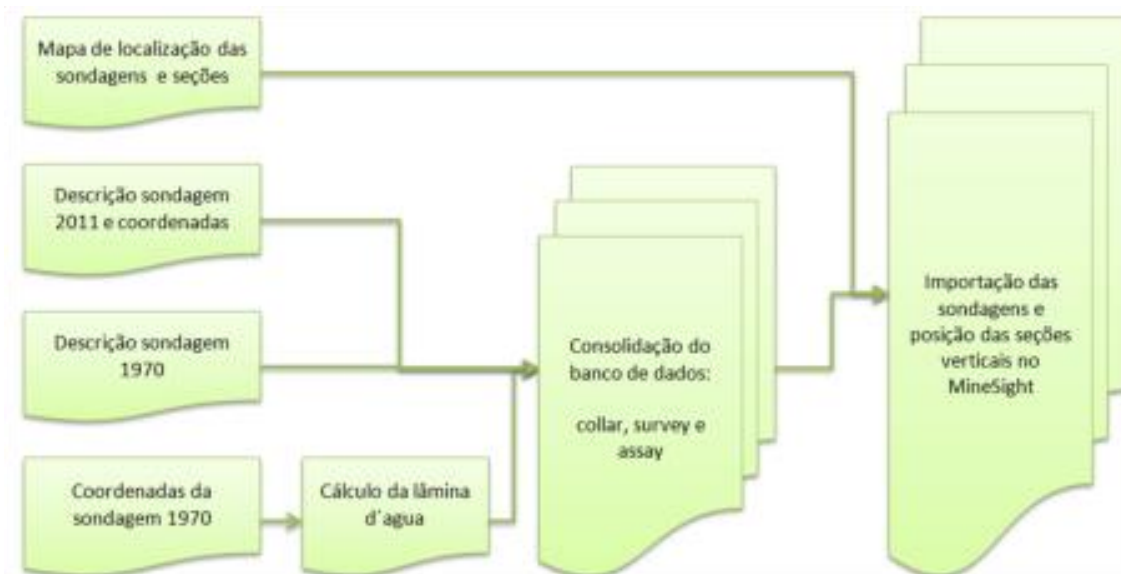 Mapa de localização das
sondagens e seções
Descrição sondagem
2011 e coordenadas
Descrição sondagem
1970
Coordenadas da
sondagem 1970
Cálculo da lâmina
d´agua
Consolidação do
banco de dados:
collar, survey e
assay
Importação das
sondagens e
posição das seções
verticais no
MineSight